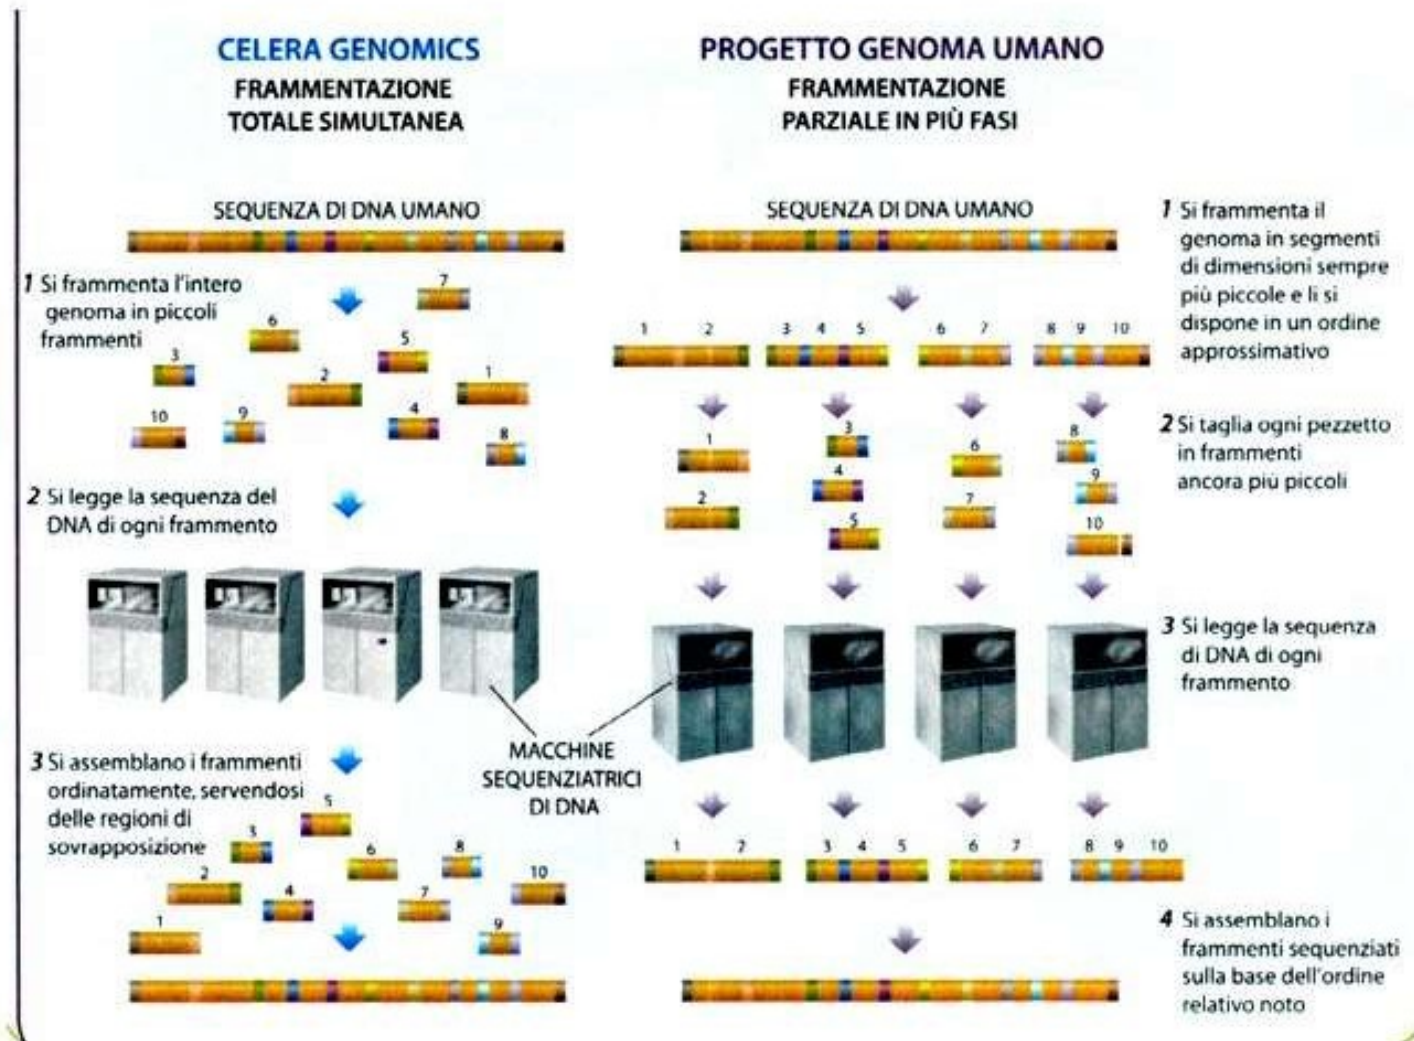 CELERA GENOMICS
FRAMMENTAZIONE
TOTALE SIMULTANEA
SEQUENZA DI DNA UMANO
1 Si frammenta l'intero
genoma in piccoli
frammenti
7
6
5
3
2
1
10
9
4
8
2 Si legge la sequenza del
DNA di ogni frammento
MACCHINE
SEQUENZIATRICI
DI DNA
3 Si assemblano i frammenti
ordinatamente, servendosi
delle regioni di
sovrapposizione
5
3
6
8
2
4
7
10
1
9
PROGETTO GENOMA UMANO
FRAMMENTAZIONE
PARZIALE IN PIÙ FASI
SEQUENZA DI DNA UMANO
1 Si frammenta il
genoma in segmenti
di dimensioni sempre
più piccole e li si
dispone in un ordine
approssimativo
1 2 3 4 5 6 7 8 9 10
2 Si taglia ogni pezzetto
in frammenti
ancora più piccoli
1 3 6 8
4
2 7 9
5 10
3 Si legge la sequenza
di DNA di ogni
frammento
1 2 3 4 5 6 7 8 9 10
4 Si assemblano i
frammenti sequenziati
sulla base dell'ordine
relativo noto